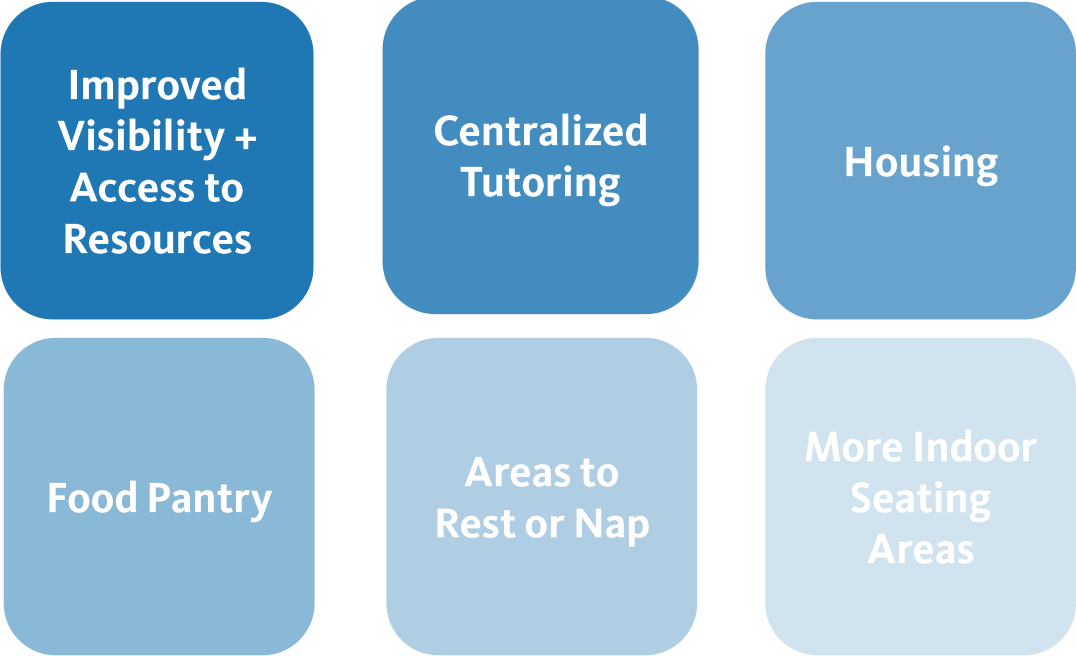 Improved
Visibility +
Access to
Resources
Centralized
Tutoring
Housing
Food Pantry
Areas to
Rest or Nap
More Indoor
Seating
Areas